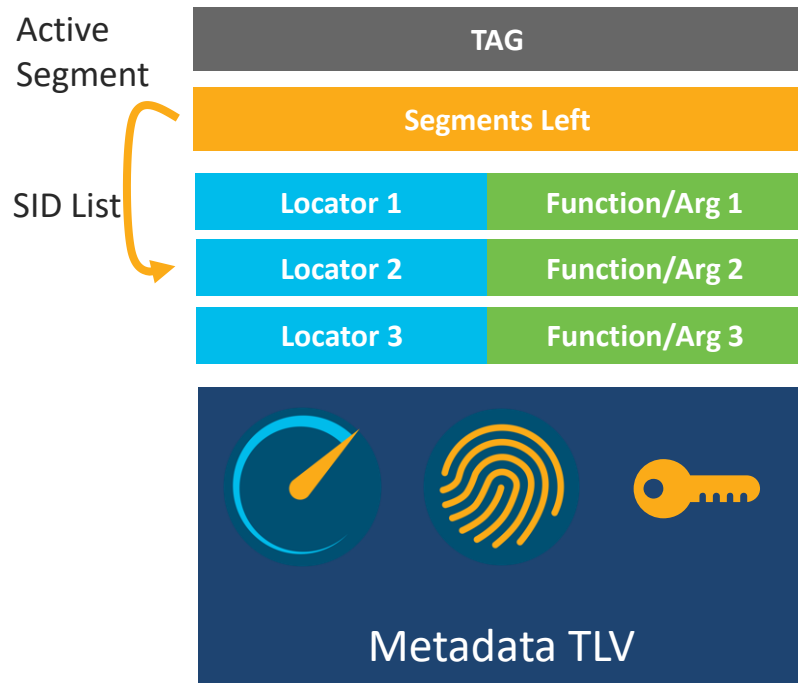 Active
Segment
TAG
Segments Left
SID List
Locator 1 Function/Arg 1
Locator 2 Function/Arg 2
Locator 3 Function/Arg 3
Metadata TLV